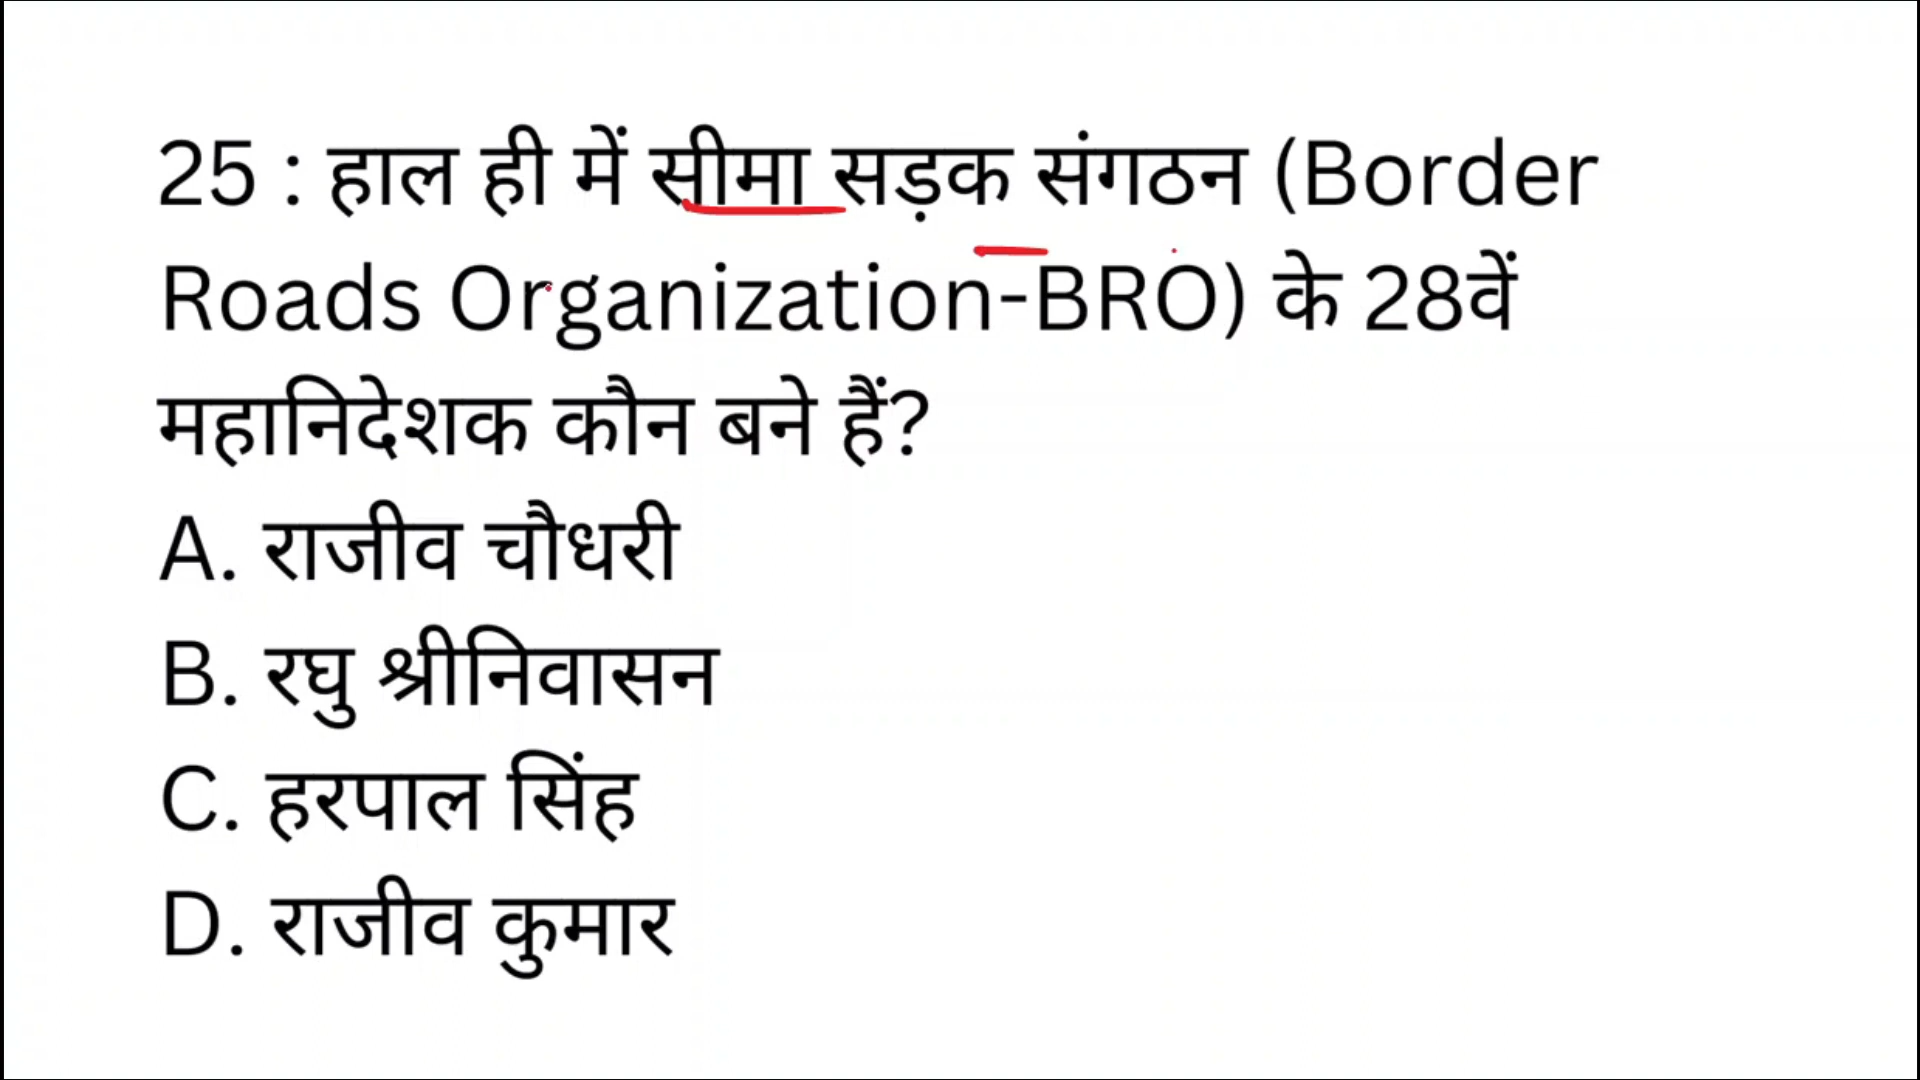 25 : हाल ही में सीमा सड़क संगठन (Border
Roads Organization-BRO) के 28वें
महानिदेशक कौन बने हैं?
A. राजीव चौधरी
B. रघु श्रीनिवासन
C. हरपाल सिंह
D. राजीव कुमार